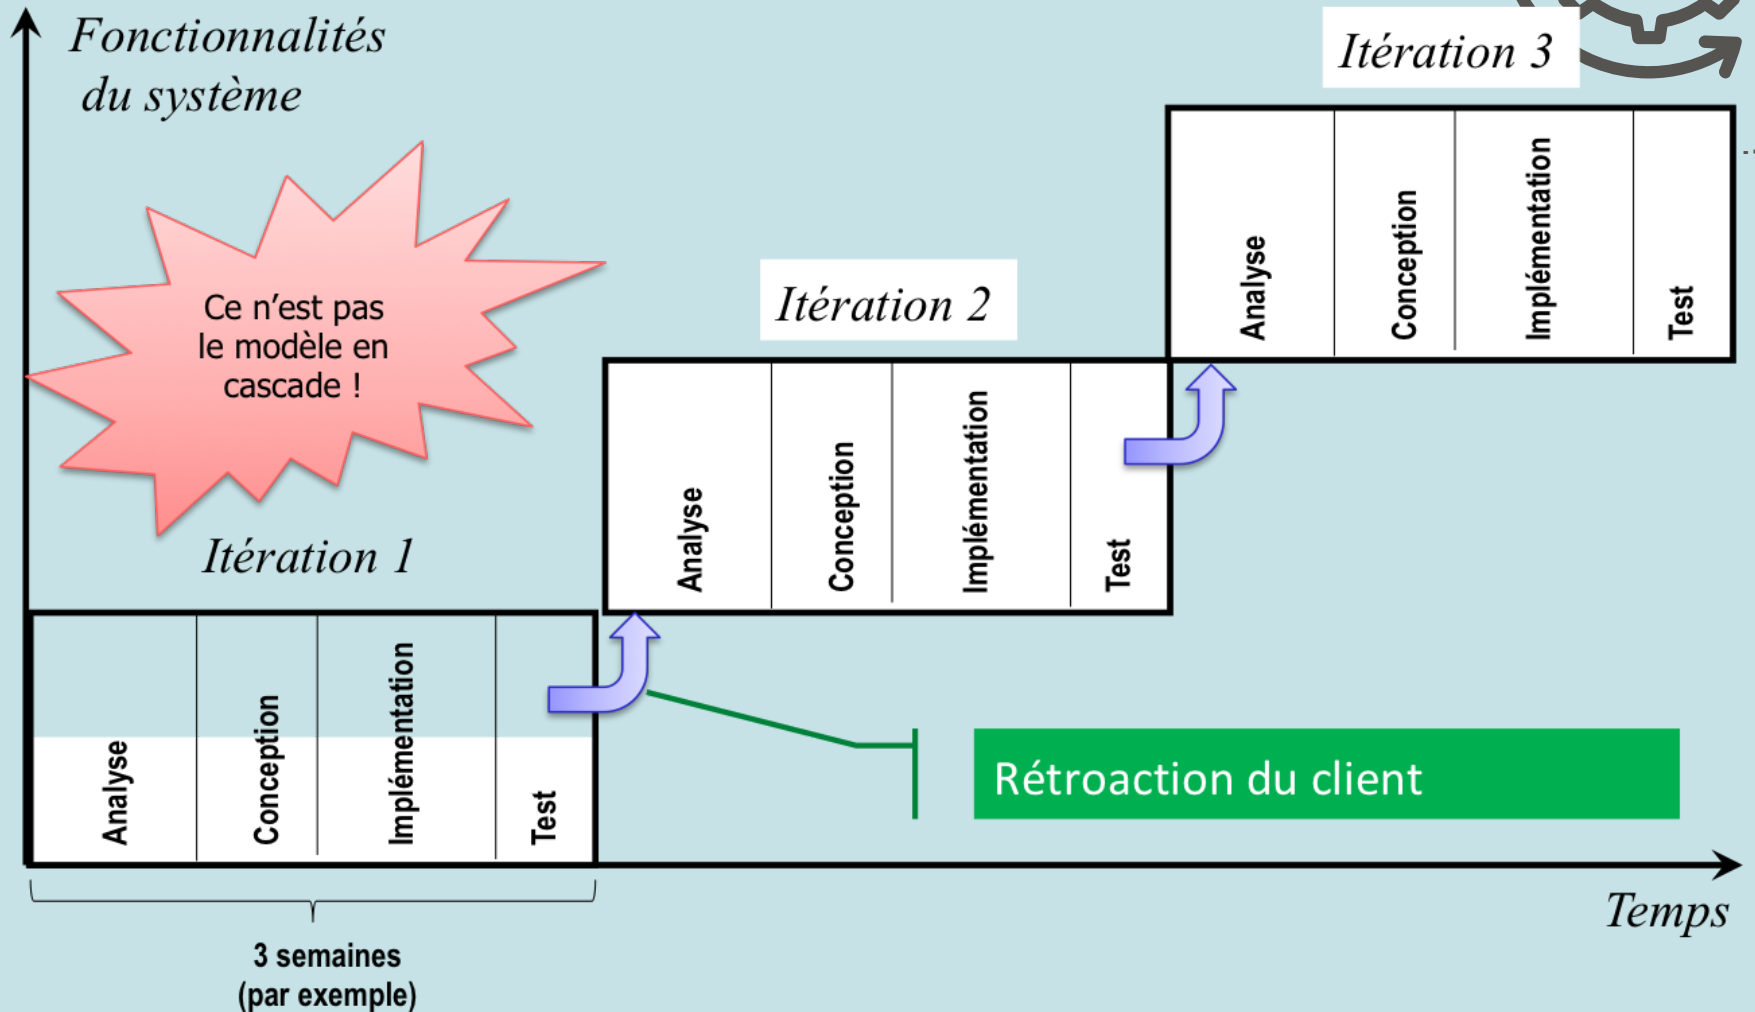 Fonctionnalités
du système
Itération 3
Analyse
Conception
Implémentation
Test
Ce n’est pas
le modèle en
cascade !
Itération 2
Analyse
Conception
Implémentation
Test
Itération 1
Analyse
Conception
Implémentation
Test
Rétroaction du client
Temps
3 semaines
(par exemple)